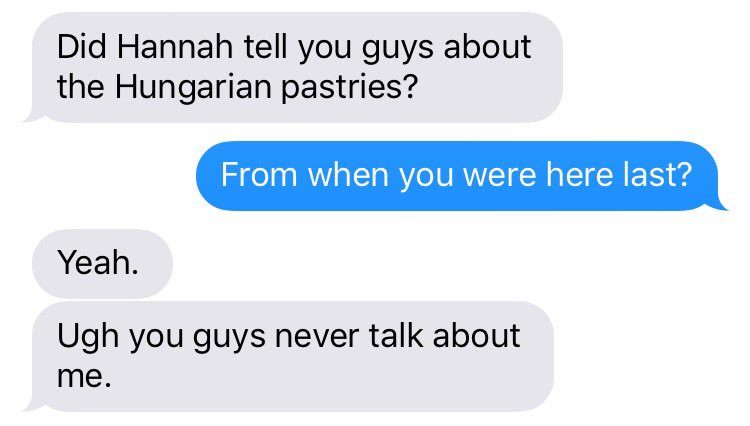 Did Hannah tell you guys about
the Hungarian pastries?
From when you were here last?
Yeah.
Ugh you guys never talk about
me.